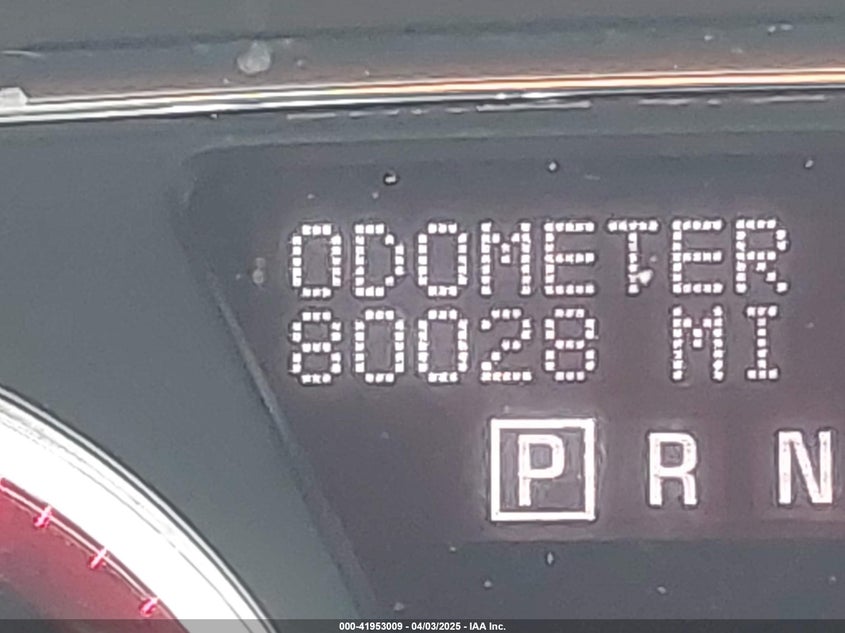 ODOMETER
80028 MI
P R N
000-41953009 - 04/03/2025 - IAA Inc.